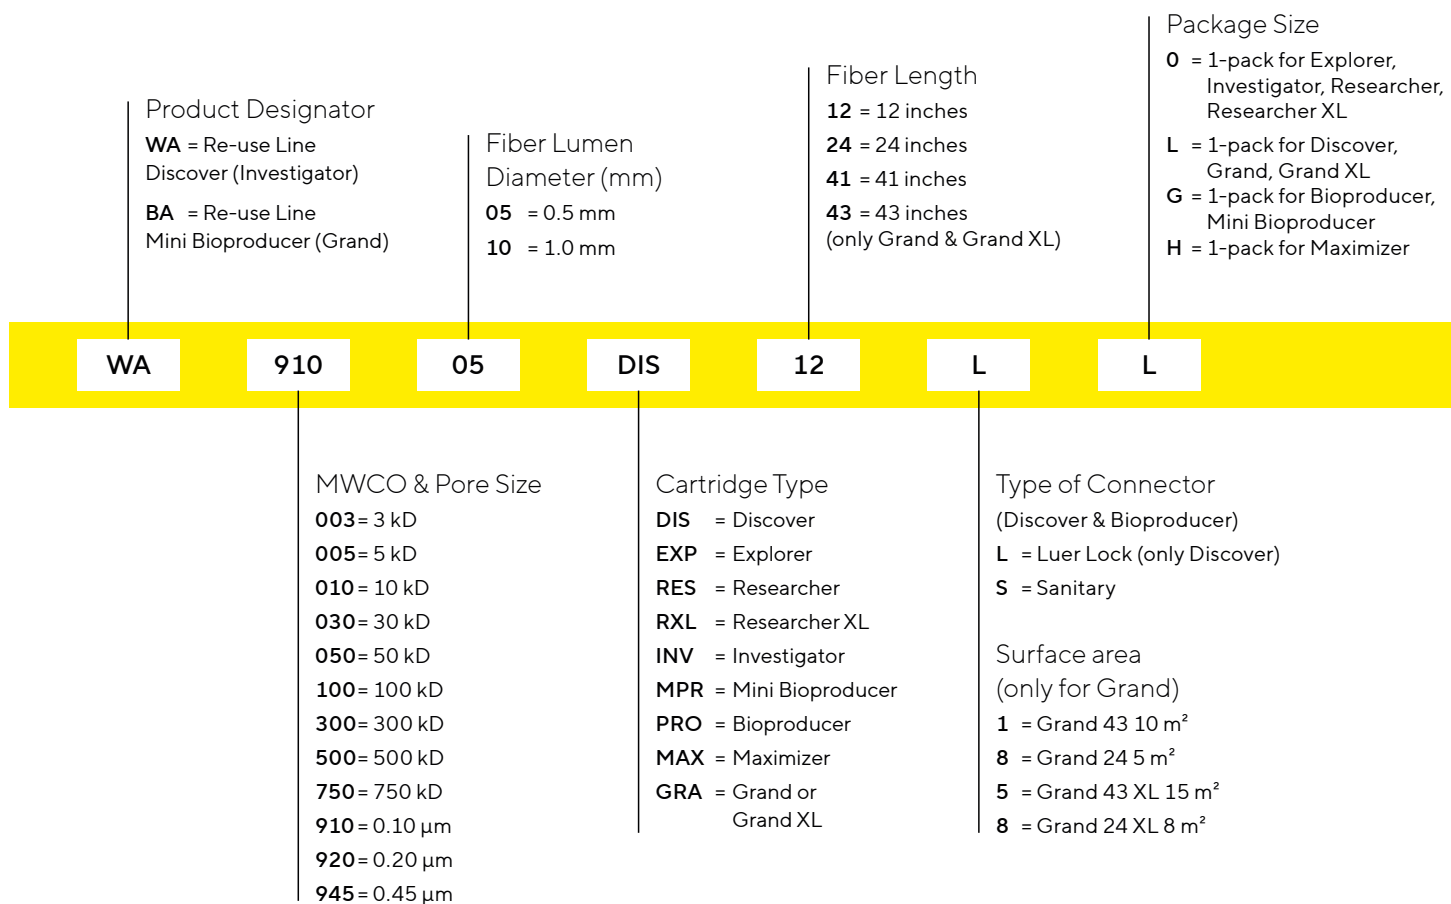 Product Designator
WA = Re-use Line
Discover (Investigator)
BA = Re-use Line
Mini Bioproducer (Grand)
Fiber Lumen
Diameter (mm)
05 = 0.5 mm
10 = 1.0 mm
Fiber Length
12 = 12 inches
24 = 24 inches
41 = 41 inches
43 = 43 inches
(only Grand & Grand XL)
Package Size
0 = 1-pack for Explorer,
Investigator, Researcher,
Researcher XL
L = 1-pack for Discover,
Grand, Grand XL
G = 1-pack for Bioproducer,
Mini Bioproducer
H = 1-pack for Maximizer
WA 910 05 DIS 12 L L
MWCO & Pore Size
003 = 3 kD
005 = 5 kD
010 = 10 kD
030 = 30 kD
050 = 50 kD
100 = 100 kD
300 = 300 kD
500 = 500 kD
750 = 750 kD
910 = 0.10 µm
920 = 0.20 µm
945 = 0.45 µm
Cartridge Type
DIS = Discover
EXP = Explorer
RES = Researcher
RXL = Researcher XL
INV = Investigator
MPR = Mini Bioproducer
PRO = Bioproducer
MAX = Maximizer
GRA = Grand or
Grand XL
Type of Connector
(Discover & Bioproducer)
L = Luer Lock (only Discover)
S = Sanitary
Surface area
(only for Grand)
1 = Grand 43 10 m²
8 = Grand 24 5 m²
5 = Grand 43 XL 15 m²
8 = Grand 24 XL 8 m²